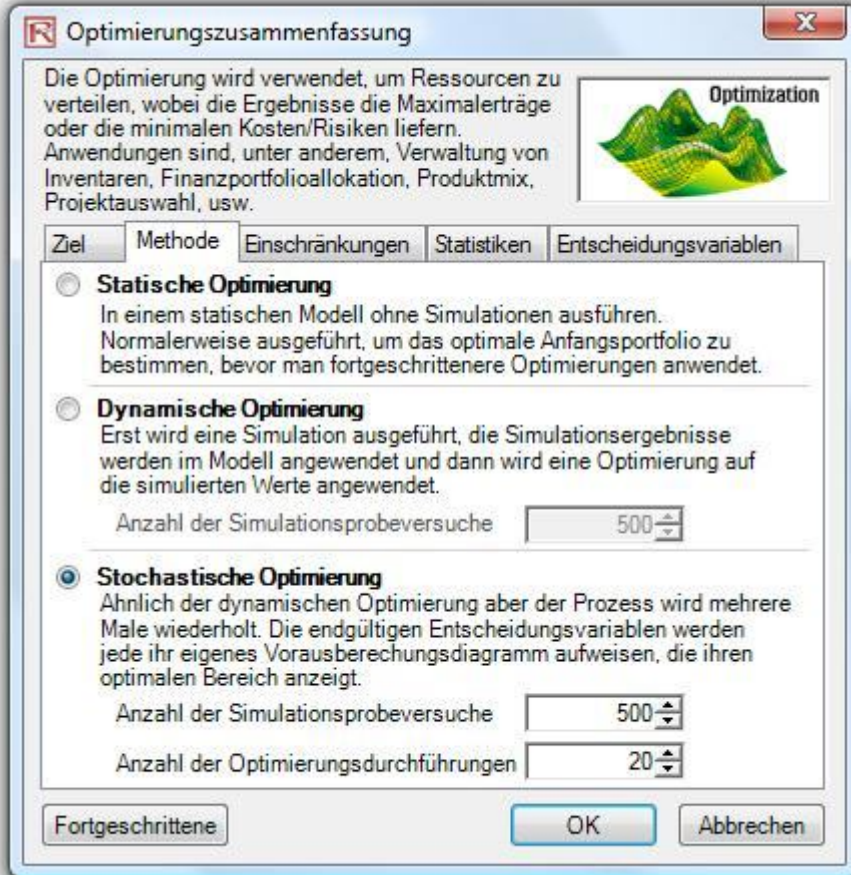 Optimierungszusammenfassung
Die Optimierung wird verwendet, um Ressourcen zu
verteilen, wobei die Ergebnisse die Maximalerträge
oder die minimalen Kosten/Risiken liefern.
Anwendungen sind, unter anderem, Verwaltung von
Inventaren, Finanzportfolioallokation, Produktmix,
Projektauswahl, usw.
Optimization
Ziel Methode Einschränkungen Statistiken Entscheidungsvariablen
Statische Optimierung
In einem statischen Modell ohne Simulationen ausführen.
Normalerweise ausgeführt, um das optimale Anfangsportfolio zu
bestimmen, bevor man fortgeschrittenere Optimierungen anwendet.
Dynamische Optimierung
Erst wird eine Simulation ausgeführt, die Simulationsergebnisse
werden im Modell angewendet und dann wird eine Optimierung auf
die simulierten Werte angewendet.
Anzahl der Simulationsprobeversuche 500
Stochastische Optimierung
Ähnlich der dynamischen Optimierung aber der Prozess wird mehrere
Male wiederholt. Die endgültigen Entscheidungsvariablen werden
jede ihr eigenes Vorausberechungsdiagramm aufweisen, die ihren
optimalen Bereich anzeigt.
Anzahl der Simulationsprobeversuche 500
Anzahl der Optimierungsdurchführungen 20
Fortgeschrittene OK Abbrechen